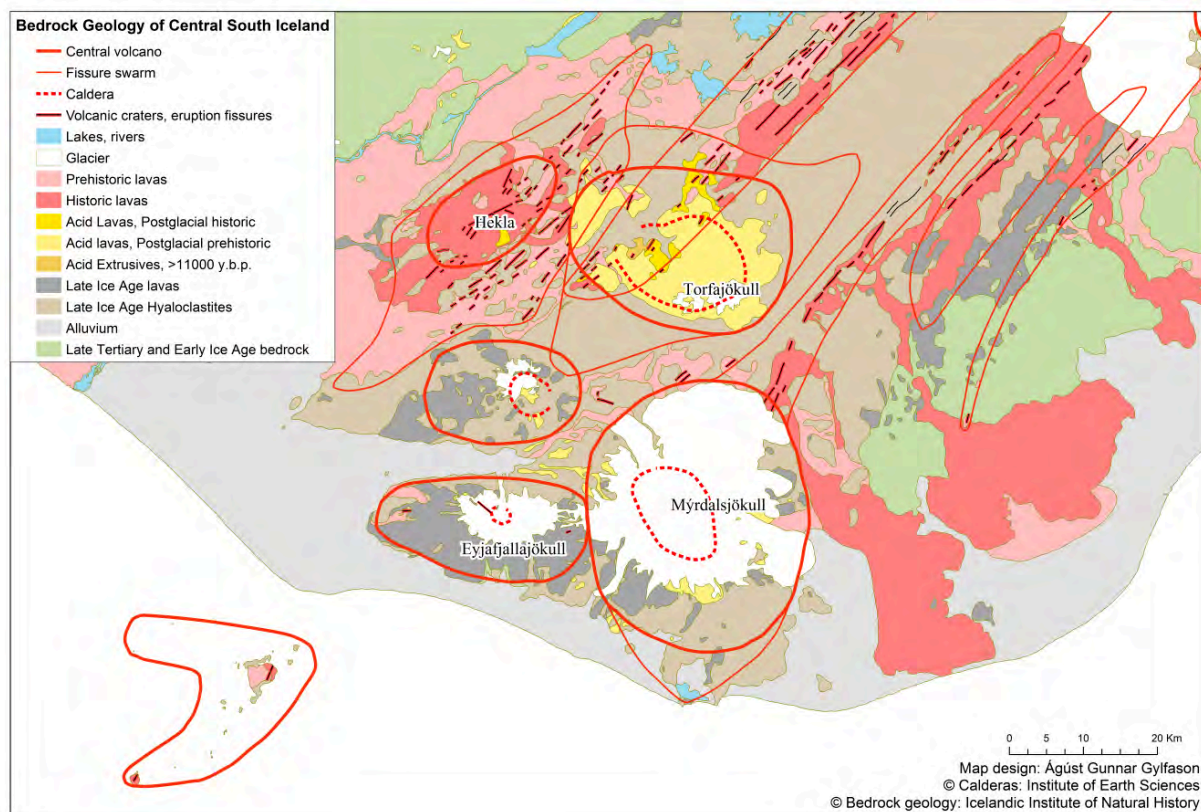 Bedrock Geology of Central South Iceland
Central volcano
Fissure swarm
Caldera
Volcanic craters, eruption fissures
Lakes, rivers
Glacier
Prehistoric lavas
Historic lavas
Acid Lavas, Postglacial historic
Acid lavas, Postglacial prehistoric
Acid Extrusives, >11000 y.b.p.
Late Ice Age lavas
Late Ice Age Hyaloclastites
Alluvium
Late Tertiary and Early Ice Age bedrock
Hekla
Torfajökull
Mýrdalsjökull
Eyjafjallajökull
0 5 10 20 Km
Map design: Ágúst Gunnar Gylfason
© Calderas: Institute of Earth Sciences
© Bedrock geology: Icelandic Institute of Natural History